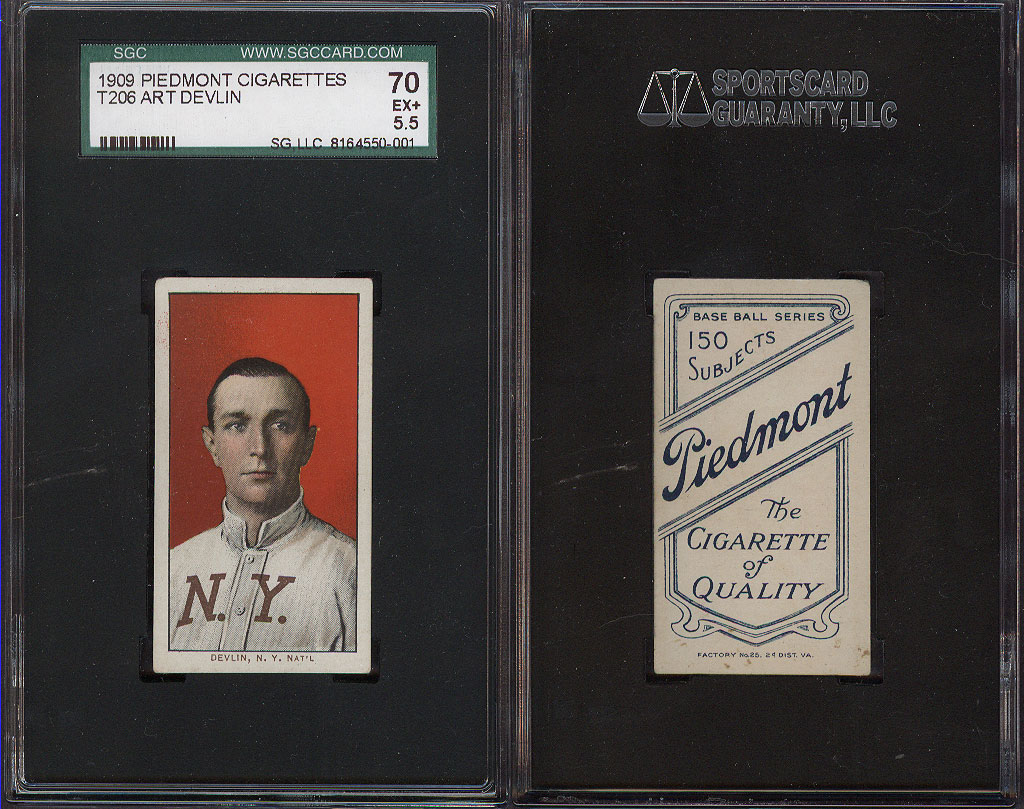 SGC WWW.SGCCARD.COM
1909 PIEDMONT CIGARETTES 70
T206 ART DEVLIN EX+
5.5
SG LLC 8164550-001
N.Y.
DEVLIN, N. Y. NAT'L
SPORTSCARD
GUARANTY, LLC
BASE BALL SERIES
150
SUBJECTS
Piedmont
The
CIGARETTE
of
QUALITY
FACTORY No. 25. 2d DIST. VA.